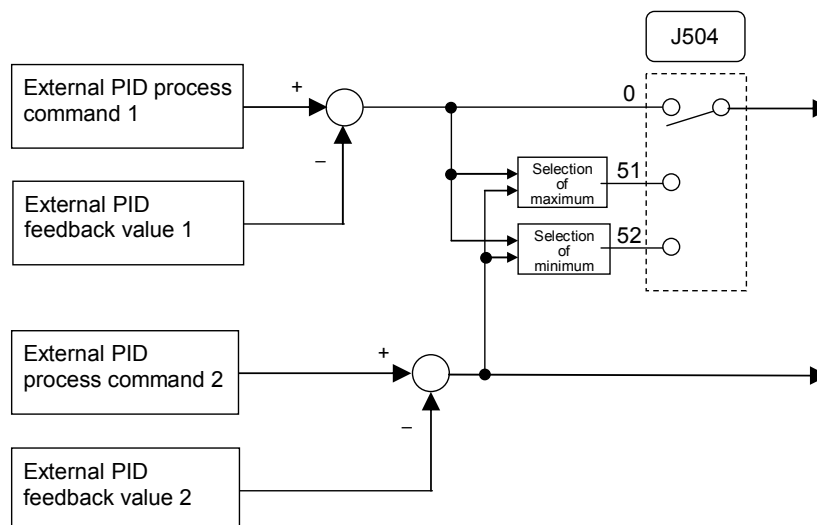 J504
External PID process
command 1
+
0
–
External PID
feedback value 1
Selection
of
maximum
51
Selection
of
minimum
52
External PID
process command 2
+
–
External PID
feedback value 2